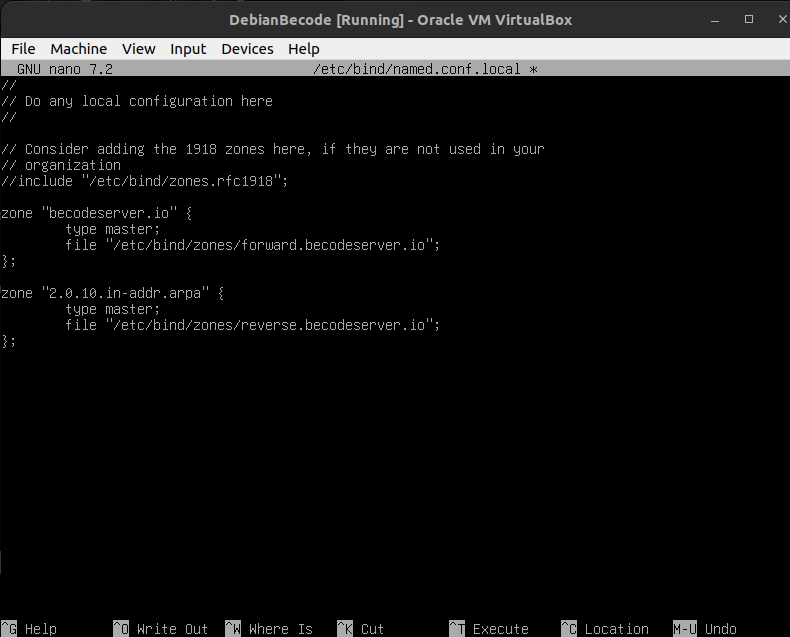 DebianBecode [Running] - Oracle VM VirtualBox
File Machine View Input Devices Help
GNU nano 7.2 /etc/bind/named.conf.local *
//
// Do any local configuration here
//
// Consider adding the 1918 zones here, if they are not used in your
// organization
//include "/etc/bind/zones.rfc1918";
zone "becodeserver.io" {
        type master;
        file "/etc/bind/zones/forward.becodeserver.io";
};
zone "2.0.10.in-addr.arpa" {
        type master;
        file "/etc/bind/zones/reverse.becodeserver.io";
};
^G Help ^O Write Out ^W Where Is ^K Cut ^T Execute ^C Location M-U Undo